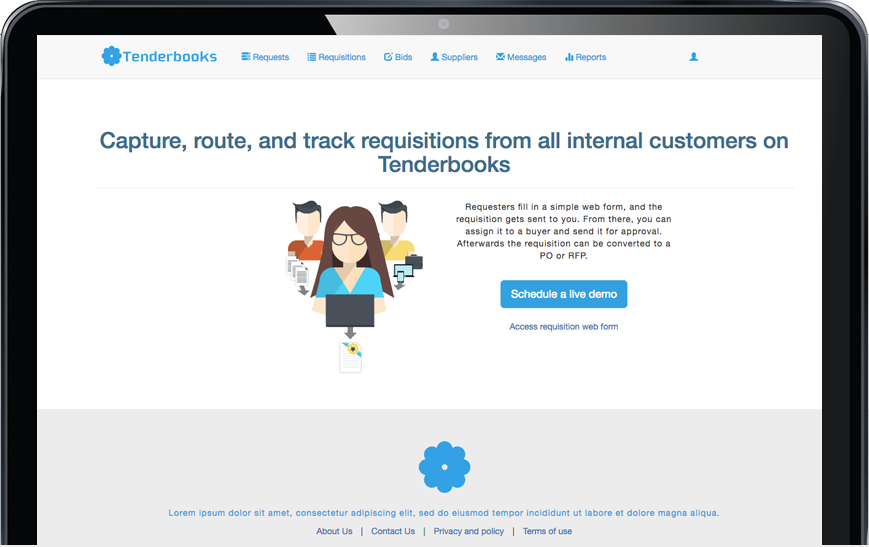 Tenderbooks Requests Requisitions Bids Suppliers Messages Reports
Capture, route, and track requisitions from all internal customers on
Tenderbooks
Requesters fill in a simple web form, and the
requisition gets sent to you. From there, you can
assign it to a buyer and send it for approval.
Afterwards the requisition can be converted to a
PO or RFP.
Schedule a live demo
Access requisition web form
Lorem ipsum dolor sit amet, consectetur adipiscing elit, sed do eiusmod tempor incididunt ut labore et dolore magna aliqua.
About Us | Contact Us | Privacy and policy | Terms of use